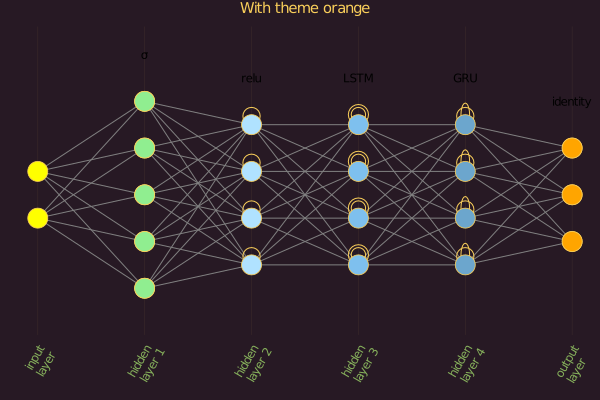 With theme orange
σ
relu
LSTM
GRU
identity
input
layer
hidden
layer 1
hidden
layer 2
hidden
layer 3
hidden
layer 4
output
layer